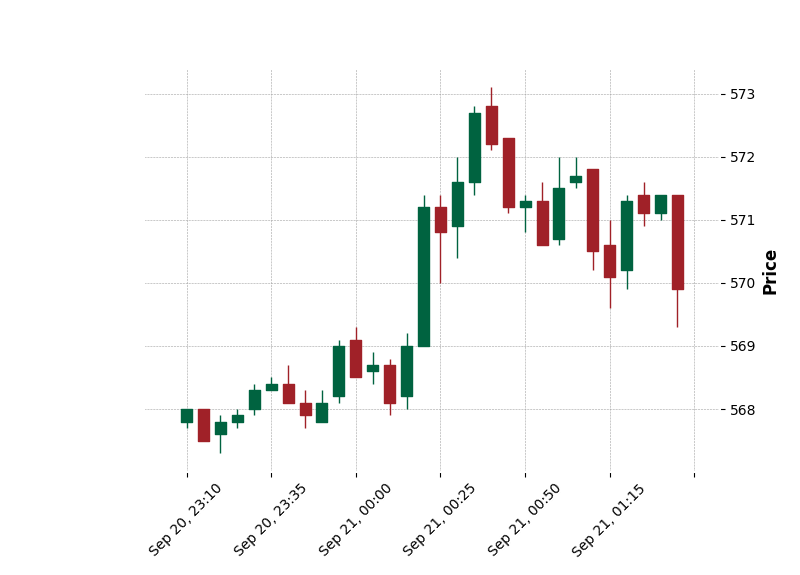 573
572
571
570
569
568
Price
Sep 20, 23:10
Sep 20, 23:35
Sep 21, 00:00
Sep 21, 00:25
Sep 21, 00:50
Sep 21, 01:15